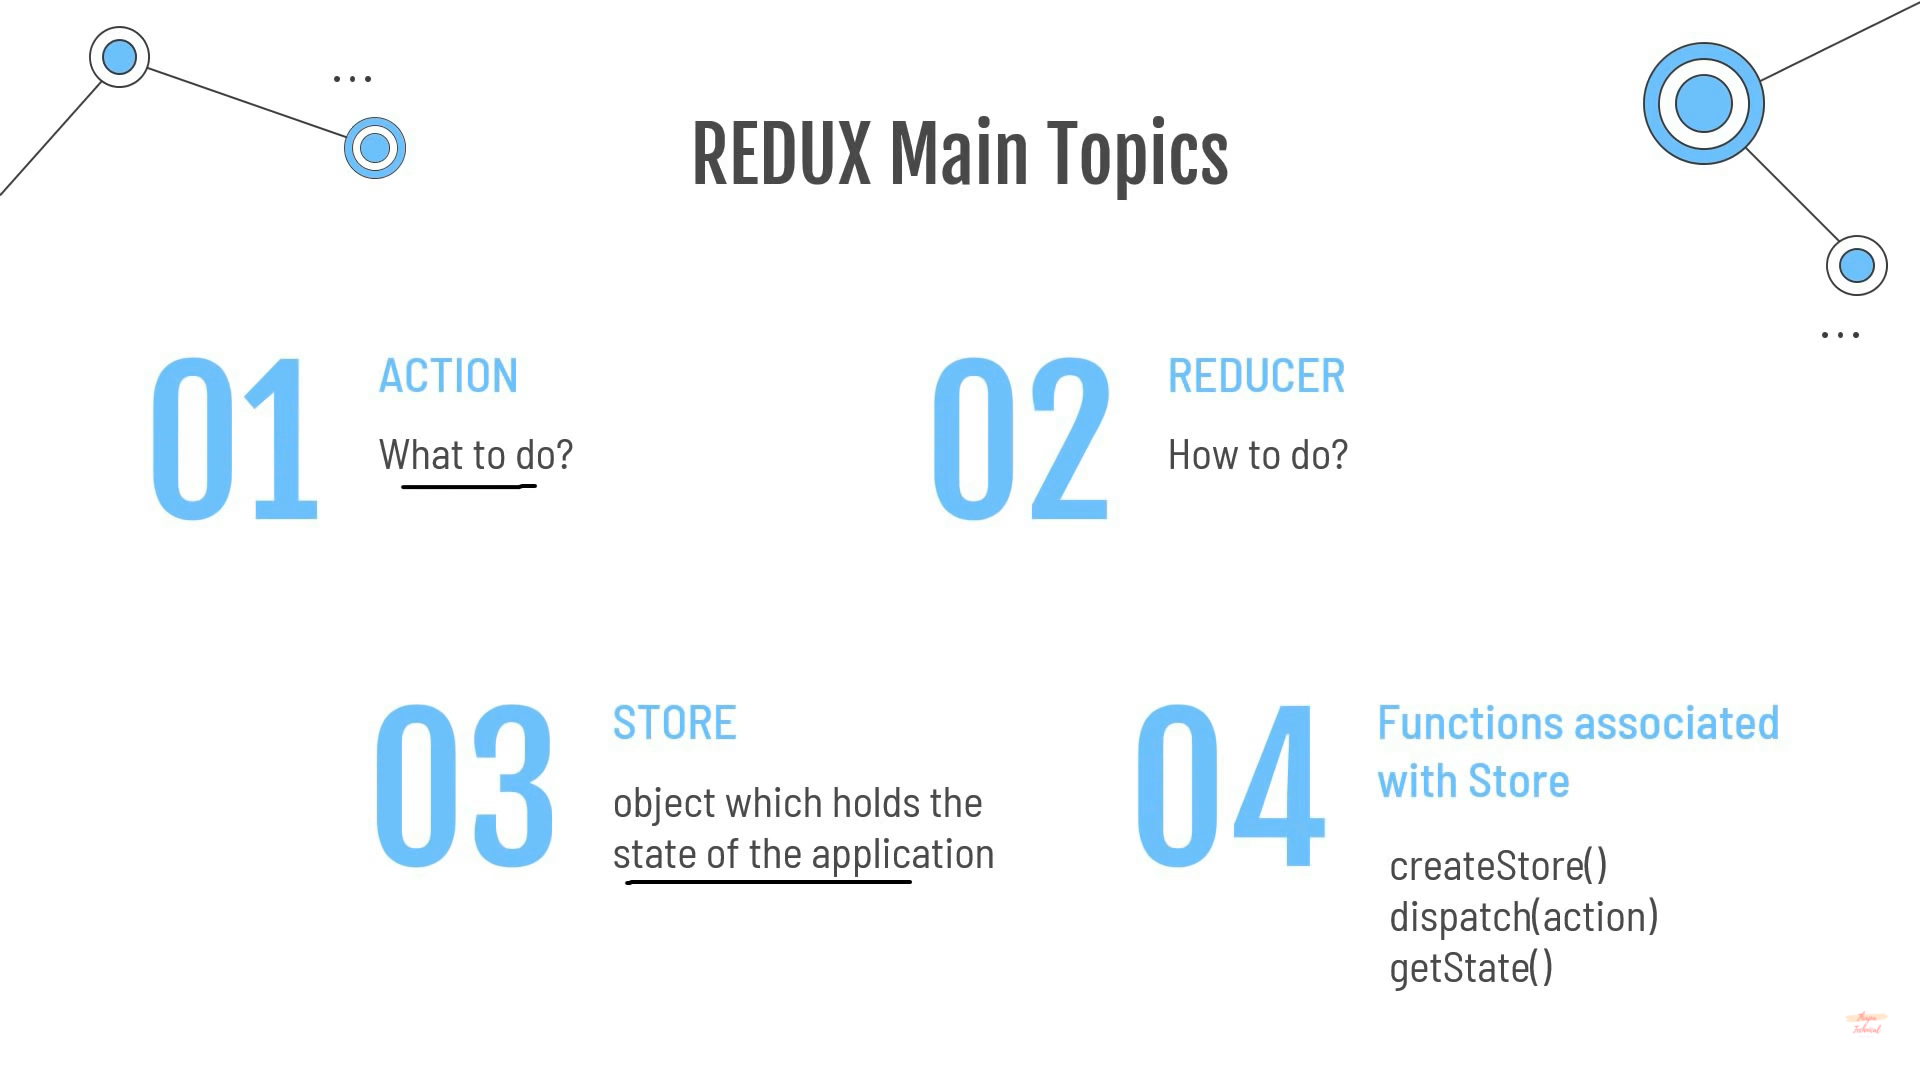 REDUX Main Topics
01
ACTION
What to do?
02
REDUCER
How to do?
03
STORE
object which holds the
state of the application
04
Functions associated
with Store
createStore()
dispatch(action)
getState()
Technical